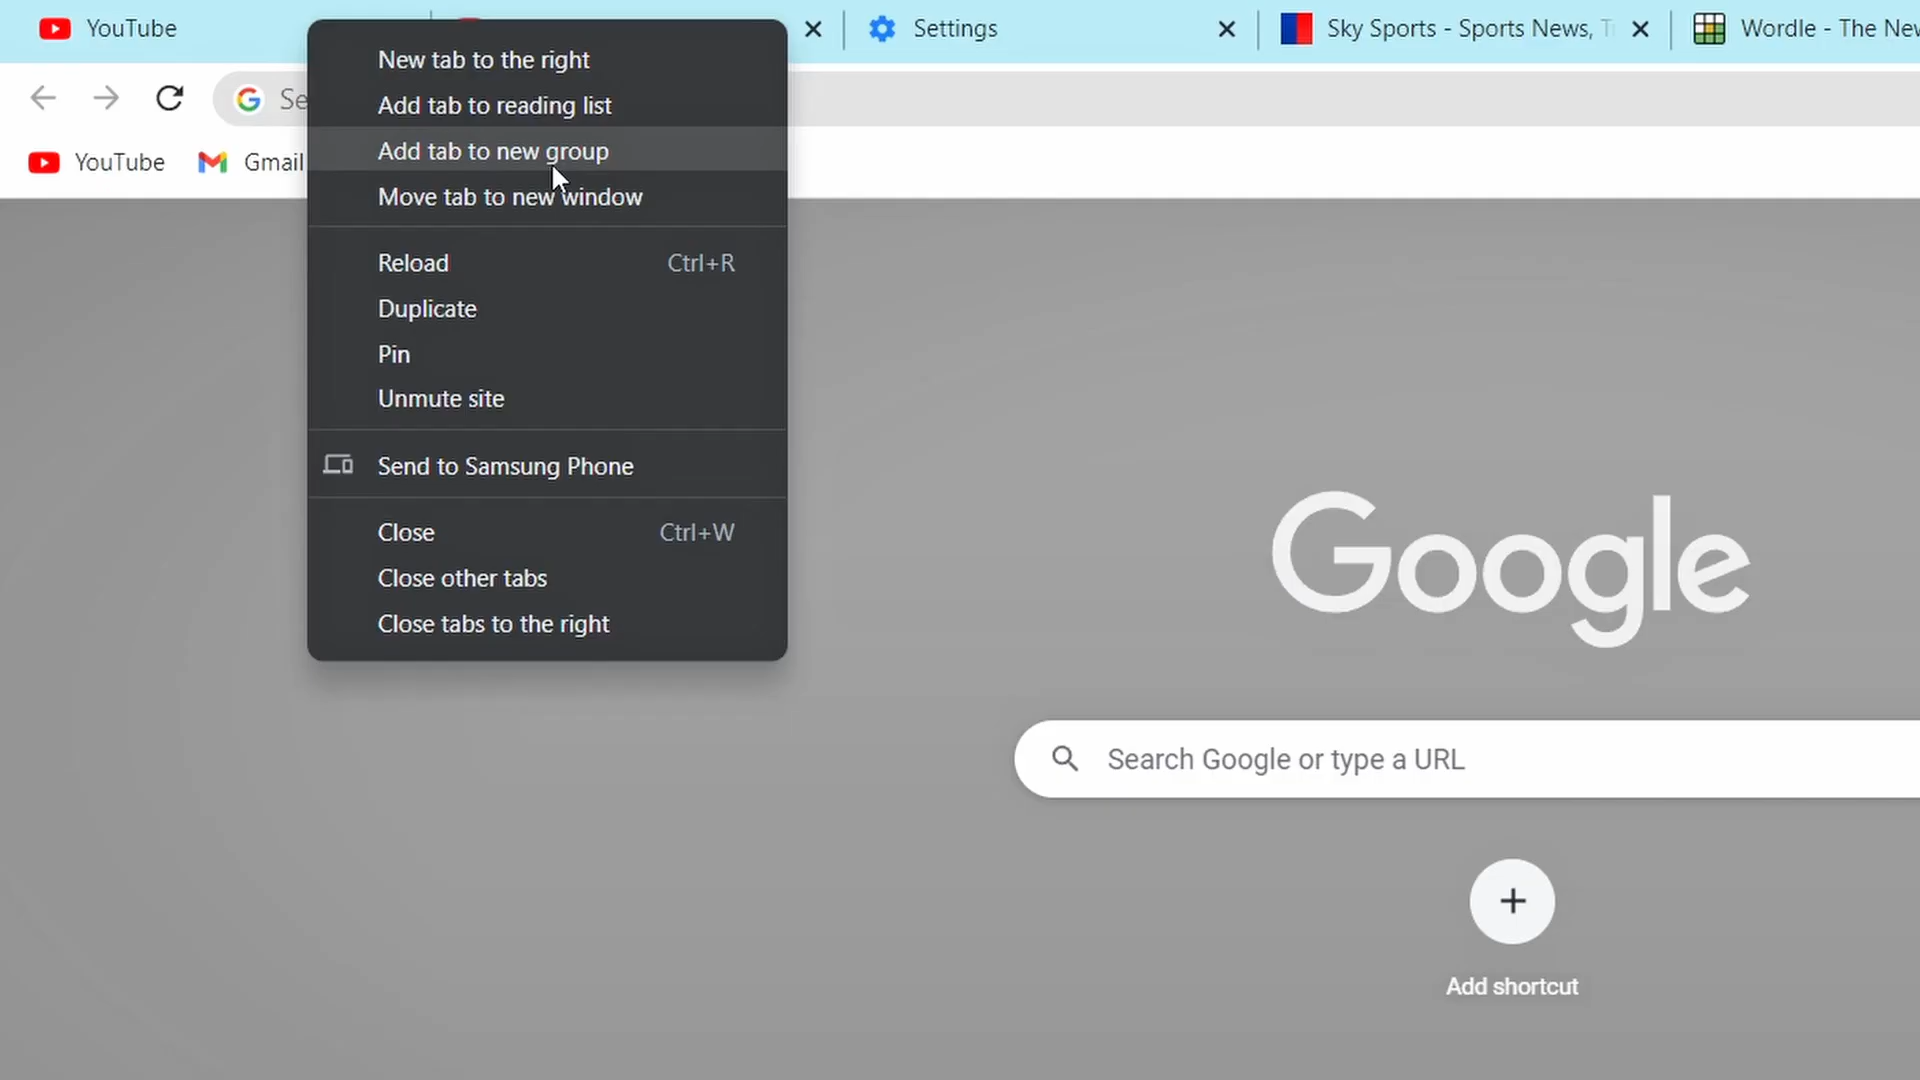 YouTube
Settings
Sky Sports - Sports News, T
Wordle - The New
Se
YouTube
Gmail
New tab to the right
Add tab to reading list
Add tab to new group
Move tab to new window
Reload Ctrl+R
Duplicate
Pin
Unmute site
Send to Samsung Phone
Close Ctrl+W
Close other tabs
Close tabs to the right
Google
Search Google or type a URL
Add shortcut